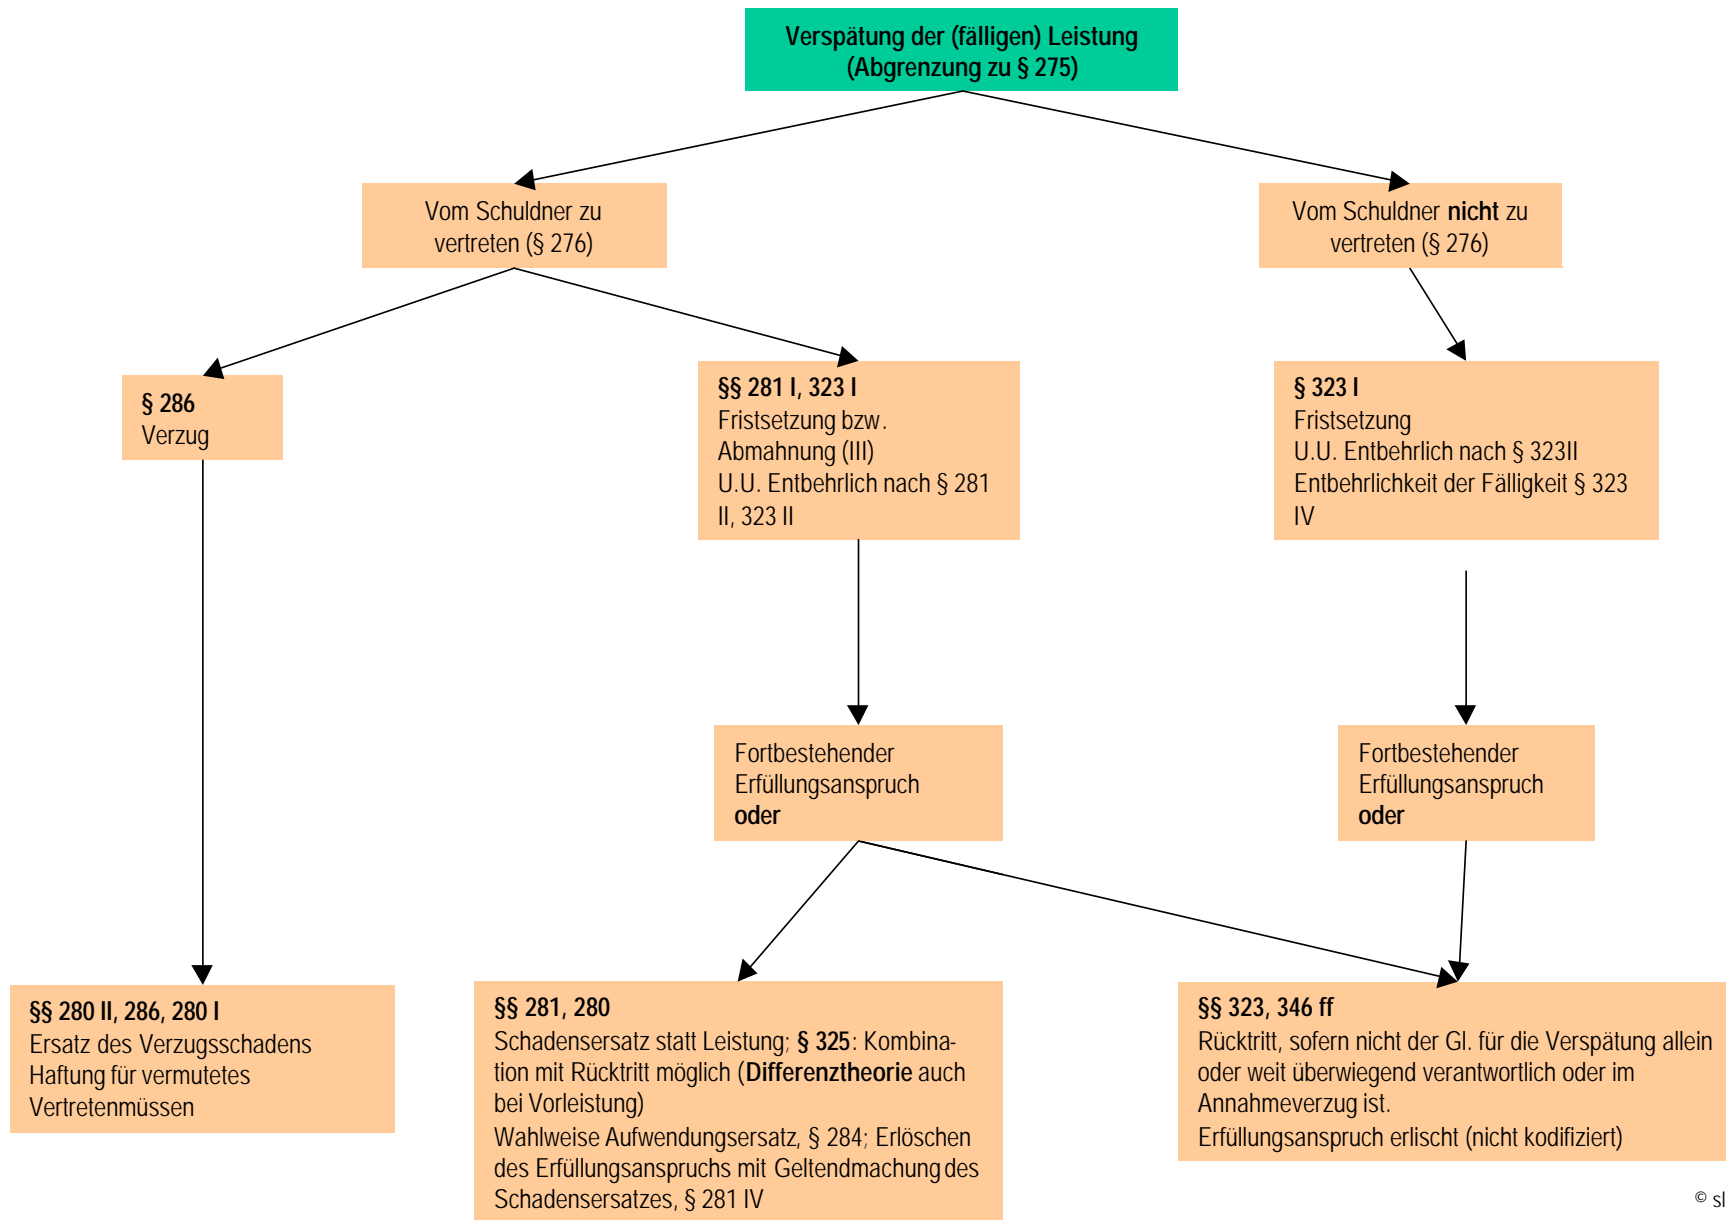 Verspätung der (fälligen) Leistung
(Abgrenzung zu § 275)
Vom Schuldner zu
vertreten (§ 276)
Vom Schuldner nicht zu
vertreten (§ 276)
§ 286
Verzug
§§ 281 I, 323 I
Fristsetzung bzw.
Abmahnung (III)
U.U. Entbehrlich nach § 281
II, 323 II
§ 323 I
Fristsetzung
U.U. Entbehrlich nach § 323II
Entbehrlichkeit der Fälligkeit § 323
IV
Fortbestehender
Erfüllungsanspruch
oder
Fortbestehender
Erfüllungsanspruch
oder
§§ 280 II, 286, 280 I
Ersatz des Verzugsschadens
Haftung für vermutetes
Vertretenmüssen
§§ 281, 280
Schadensersatz statt Leistung; § 325: Kombina-
tion mit Rücktritt möglich (Differenztheorie auch
bei Vorleistung)
Wahlweise Aufwendungsersatz, § 284; Erlöschen
des Erfüllungsanspruchs mit Geltendmachung des
Schadensersatzes, § 281 IV
§§ 323, 346 ff
Rücktritt, sofern nicht der Gl. für die Verspätung allein
oder weit überwiegend verantwortlich oder im
Annahmeverzug ist.
Erfüllungsanspruch erlischt (nicht kodifiziert)
© sl